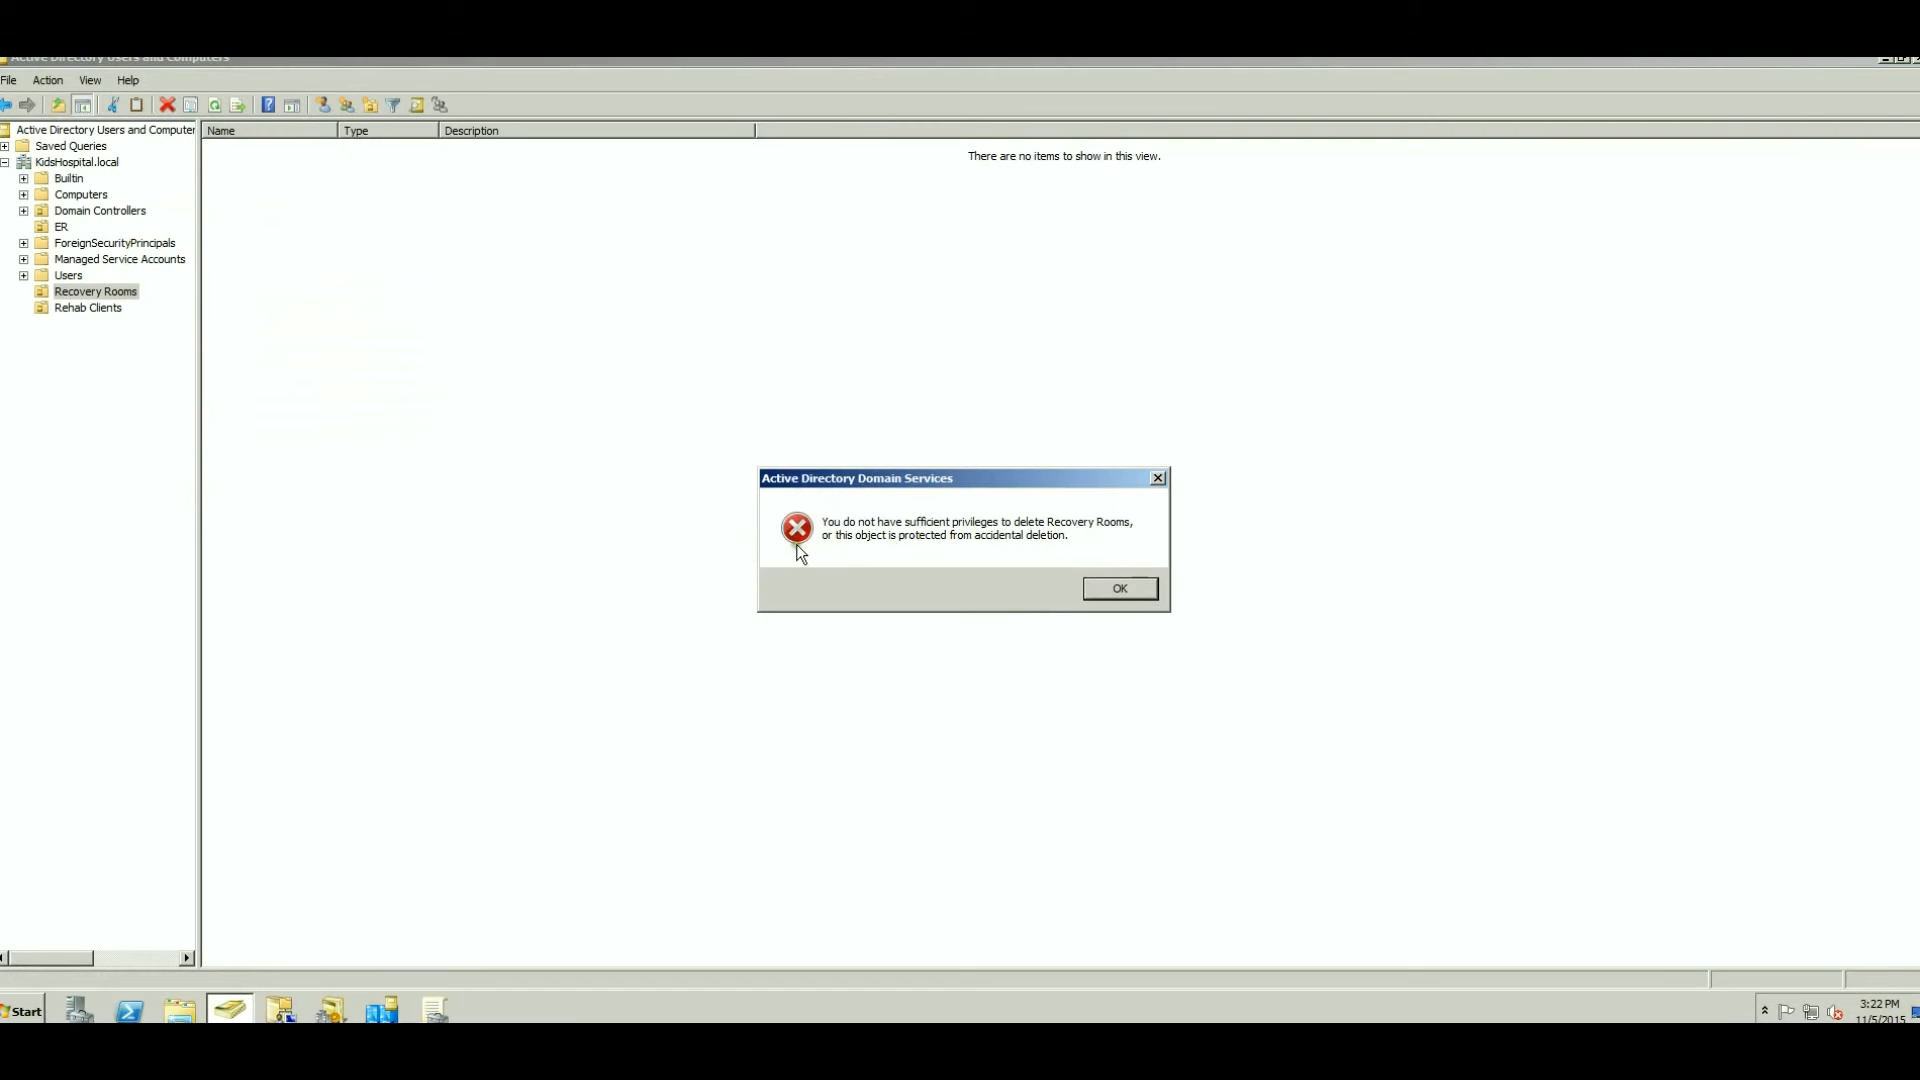 Active Directory Users and Computers
File Action View Help
Active Directory Users and Computer
Saved Queries
KidsHospital.local
Builtin
Computers
Domain Controllers
ER
ForeignSecurityPrincipals
Managed Service Accounts
Users
Recovery Rooms
Rehab Clients
Name Type Description
There are no items to show in this view.
Active Directory Domain Services
You do not have sufficient privileges to delete Recovery Rooms,
or this object is protected from accidental deletion.
OK
Start
3:22 PM
11/5/2015